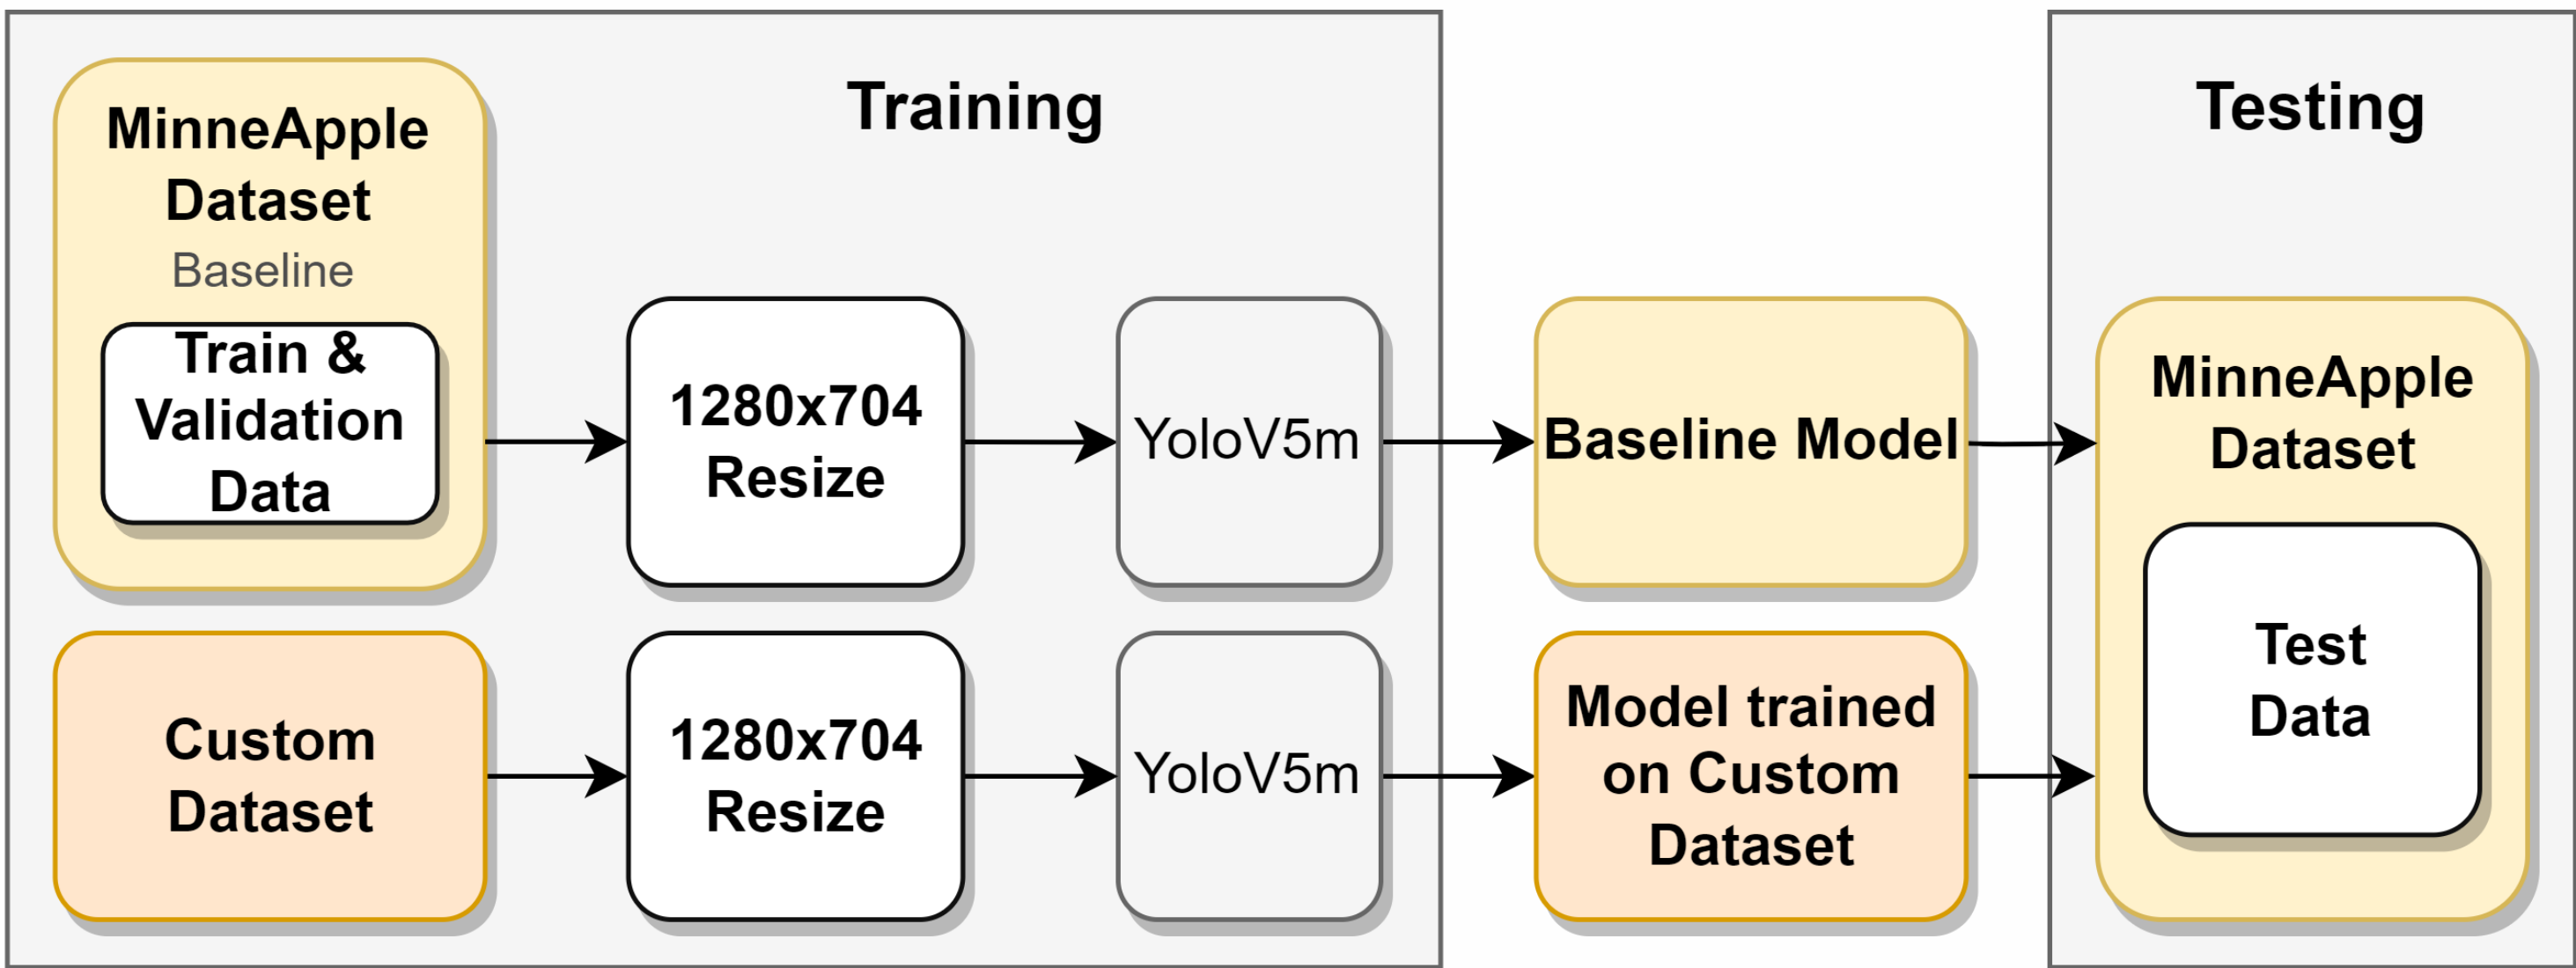 Training
Testing
MinneApple
Dataset
Baseline
Train &
Validation
Data
1280x704
Resize
YoloV5m
Baseline Model
MinneApple
Dataset
Test
Data
Custom
Dataset
1280x704
Resize
YoloV5m
Model trained
on Custom
Dataset